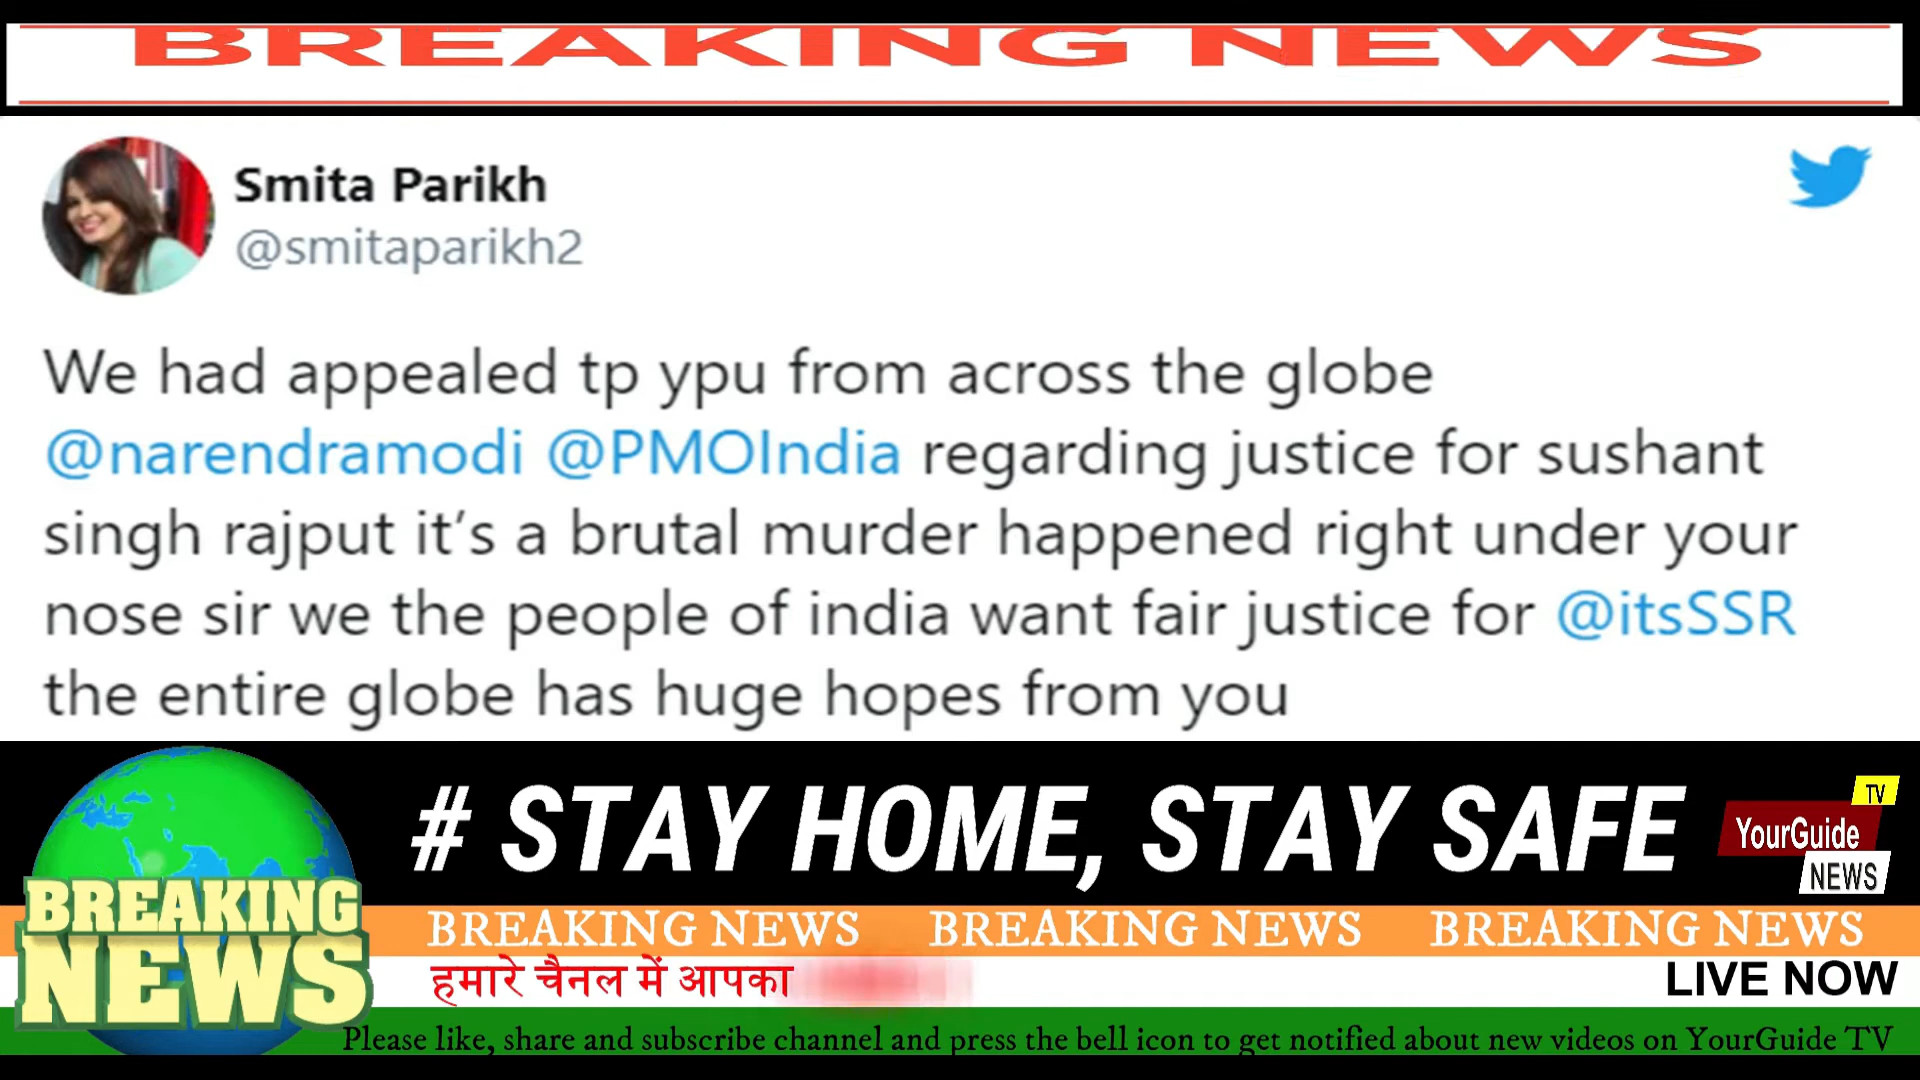 BREAKING NEWS
Smita Parikh
@smitaparikh2
We had appealed tp ypu from across the globe
@narendramodi @PMOIndia regarding justice for sushant
singh rajput it’s a brutal murder happened right under your
nose sir we the people of india want fair justice for @itsSSR
the entire globe has huge hopes from you
# STAY HOME, STAY SAFE
TV
YourGuide
NEWS
BREAKING
NEWS
BREAKING NEWS BREAKING NEWS BREAKING NEWS
हमारे चैनल में आपका
LIVE NOW
Please like, share and subscribe channel and press the bell icon to get notified about new videos on YourGuide TV